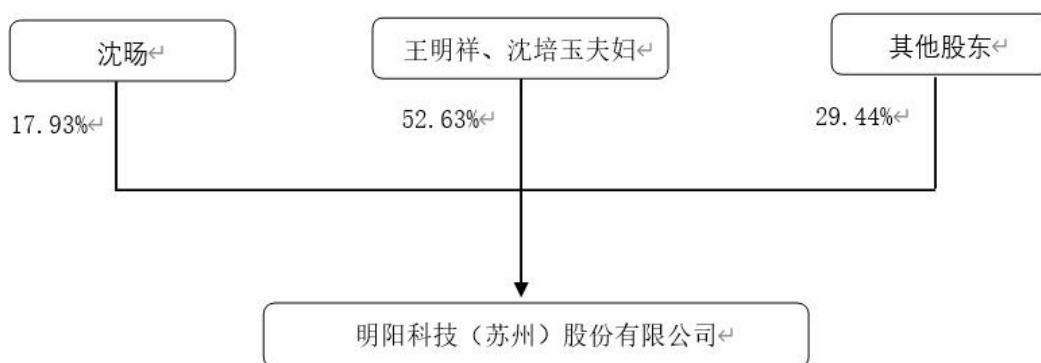 沈旸↵
王明祥、沈培玉夫妇↵
其他股东↵
17.93%↵
52.63%↵
29.44%↵
明阳科技（苏州）股份有限公司↵